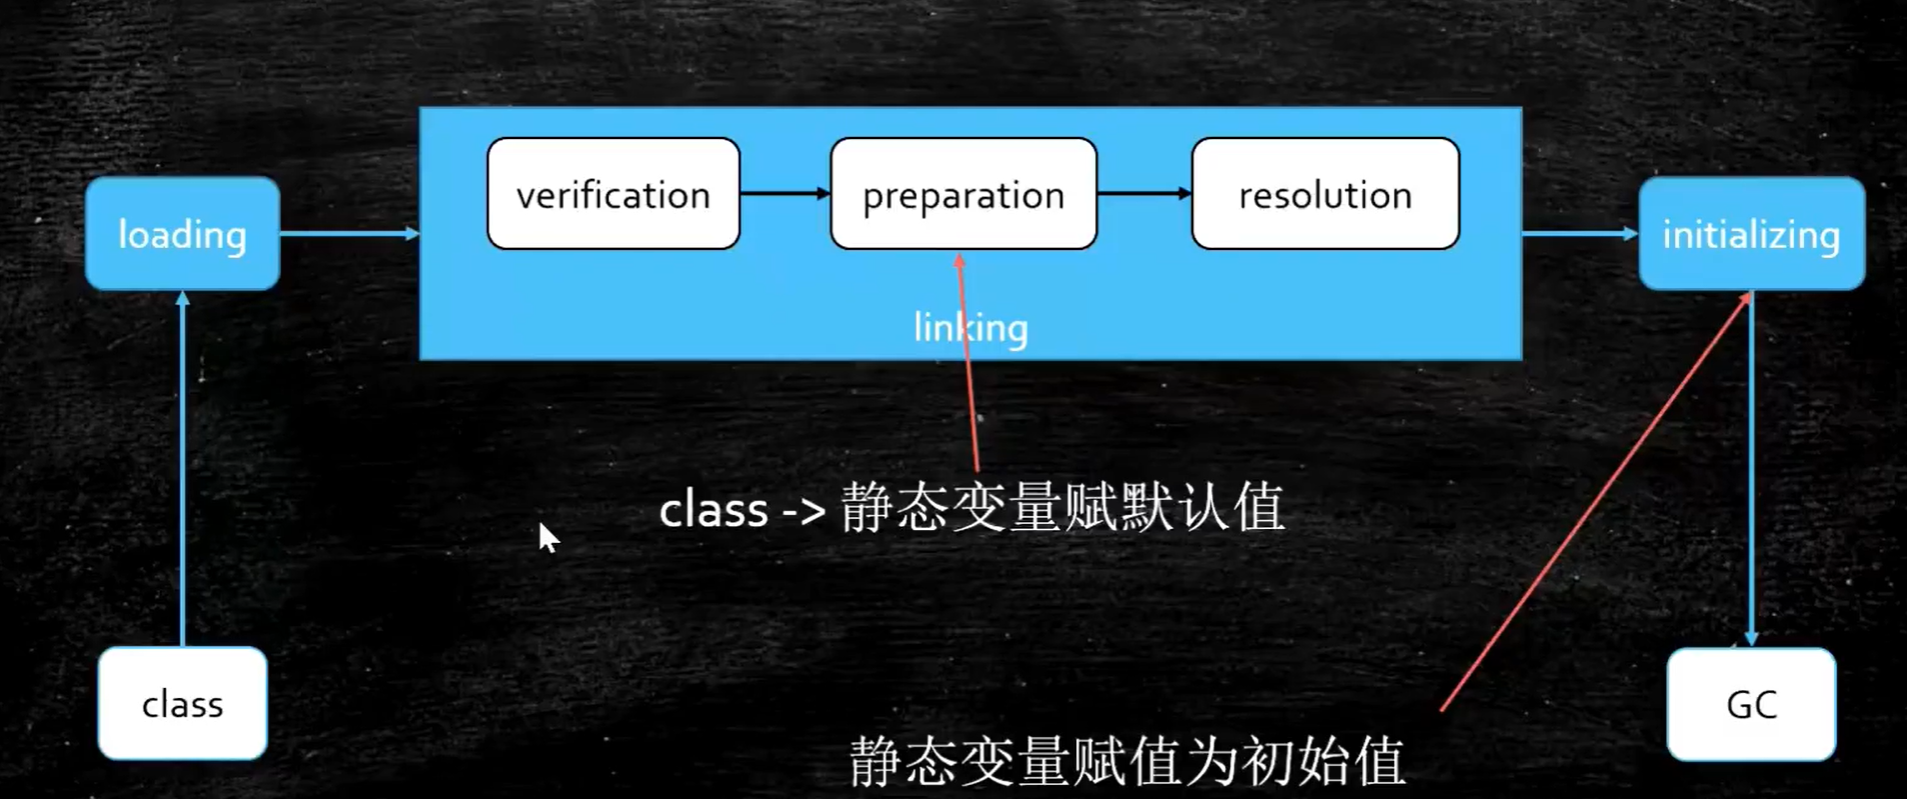 verification
preparation
resolution
loading
initializing
linking
class -> 静态变量赋默认值
class
GC
静态变量赋值为初始值